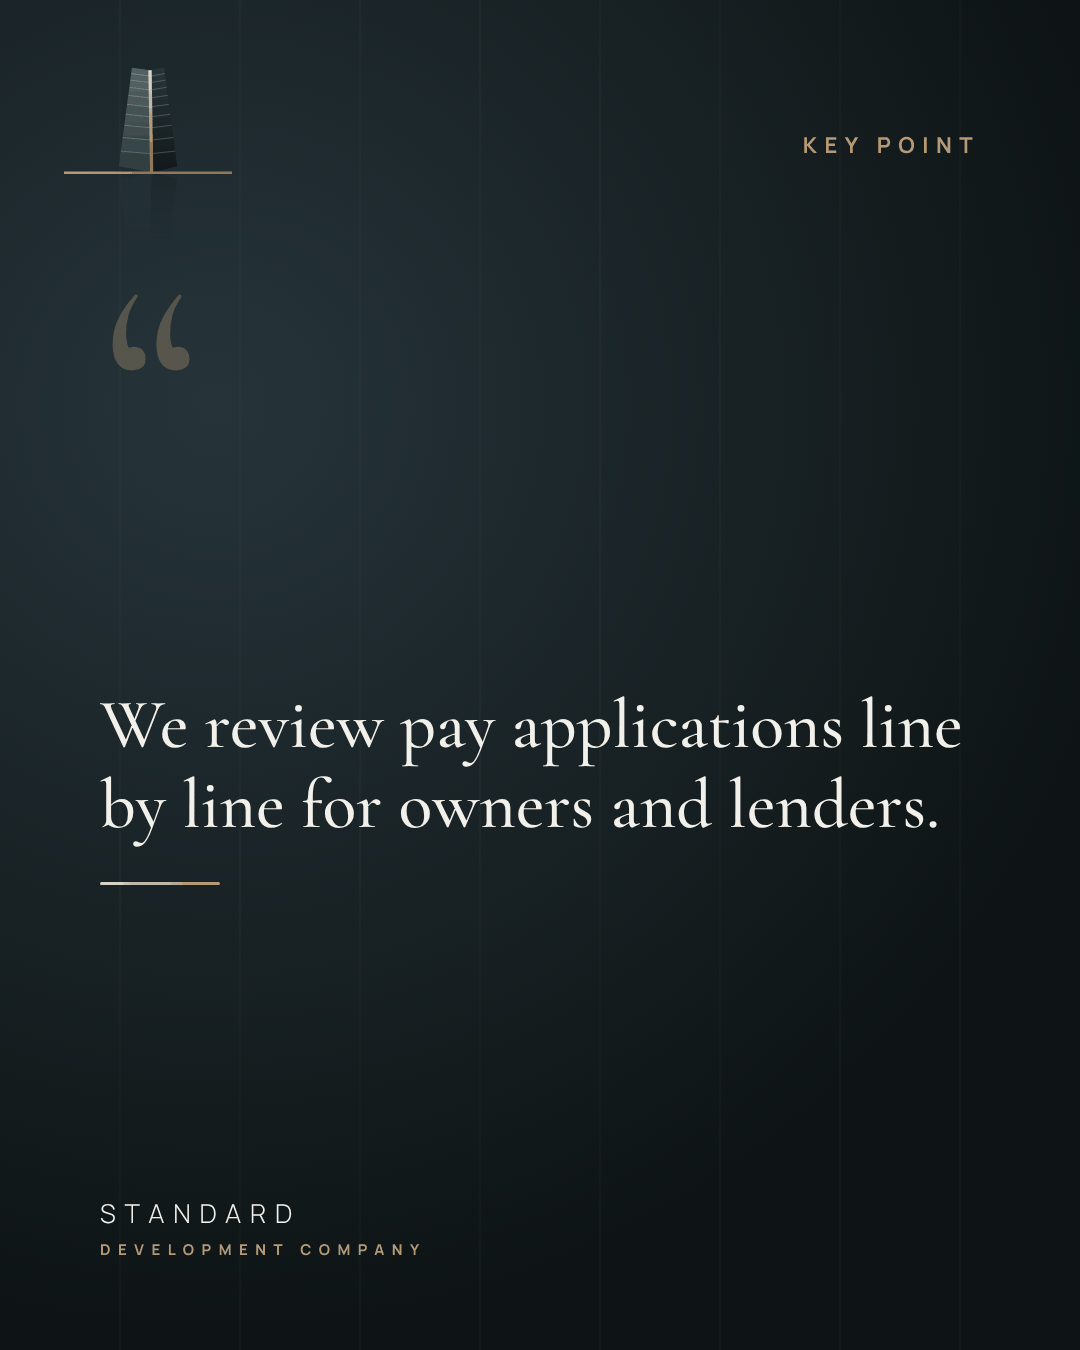 KEY POINT
“
We review pay applications line
by line for owners and lenders.
STANDARD
DEVELOPMENT COMPANY